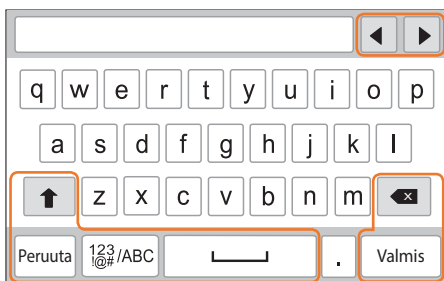 q w e r t y u i o p
a s d f g h j k l
z x c v b n m
Peruuta 123!@#/ABC . Valmis